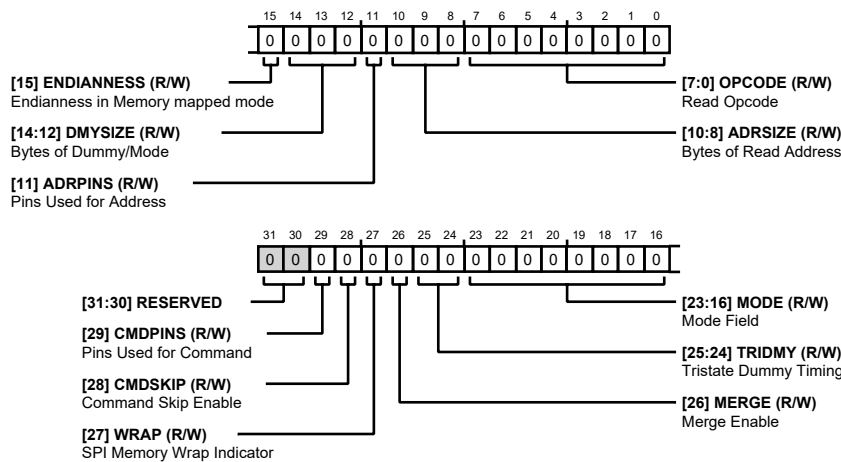 15 14 13 12 11 10 9 8 7 6 5 4 3 2 1 0
0 0 0 0 0 0 0 0 0 0 0 0 0 0 0 0
[15] ENDIANNESS (R/W)
Endianness in Memory mapped mode
[14:12] DMYSIZE (R/W)
Bytes of Dummy/Mode
[11] ADRPINS (R/W)
Pins Used for Address
[7:0] OPCODE (R/W)
Read Opcode
[10:8] ADRSIZE (R/W)
Bytes of Read Address
31 30 29 28 27 26 25 24 23 22 21 20 19 18 17 16
0 0 0 0 0 0 0 0 0 0 0 0 0 0 0 0
[31:30] RESERVED
[29] CMDPINS (R/W)
Pins Used for Command
[28] CMDSKIP (R/W)
Command Skip Enable
[27] WRAP (R/W)
SPI Memory Wrap Indicator
[23:16] MODE (R/W)
Mode Field
[25:24] TRIDMY (R/W)
Tristate Dummy Timing
[26] MERGE (R/W)
Merge Enable